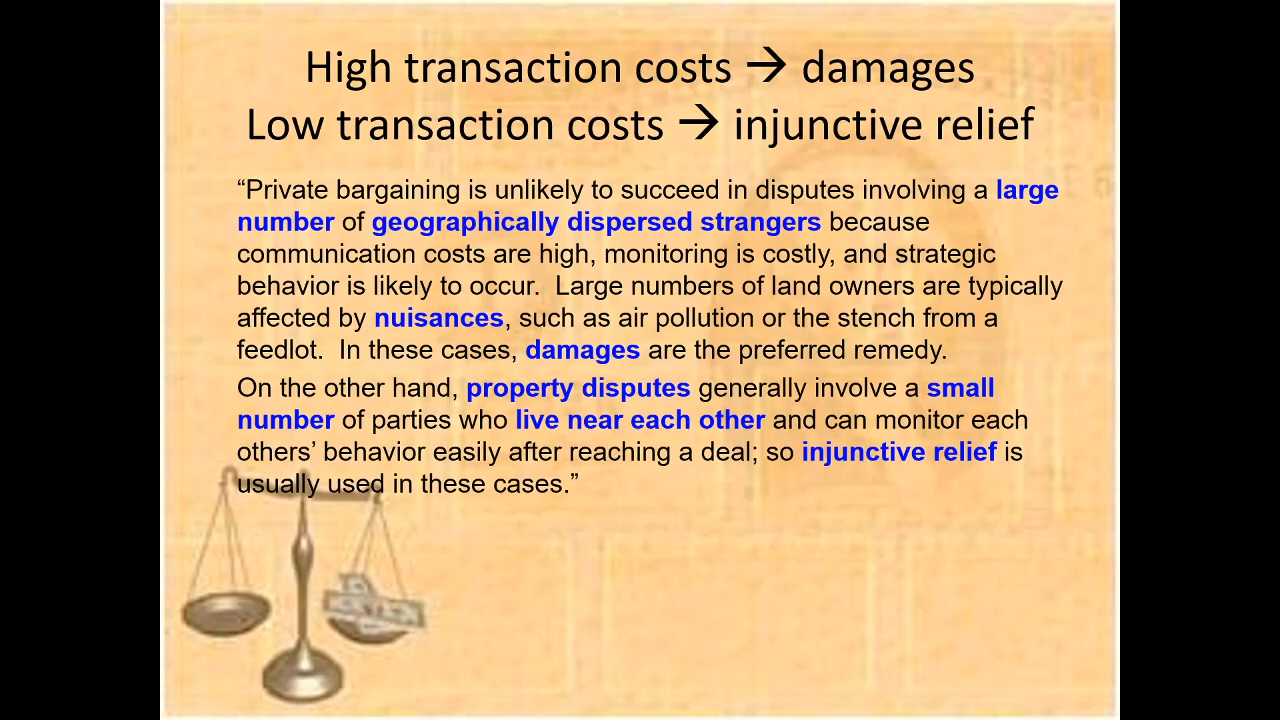 High transaction costs → damages
Low transaction costs → injunctive relief
“Private bargaining is unlikely to succeed in disputes involving a large
number of geographically dispersed strangers because
communication costs are high, monitoring is costly, and strategic
behavior is likely to occur.  Large numbers of land owners are typically
affected by nuisances, such as air pollution or the stench from a
feedlot.  In these cases, damages are the preferred remedy.
On the other hand, property disputes generally involve a small
number of parties who live near each other and can monitor each
others’ behavior easily after reaching a deal; so injunctive relief is
usually used in these cases.”